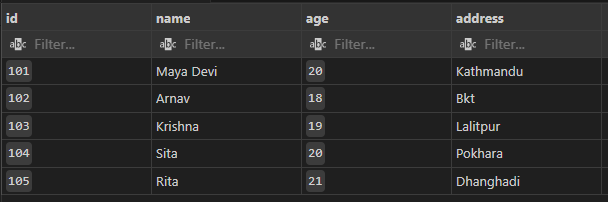 id name age address
Filter... Filter... Filter... Filter...
101 Maya Devi 20 Kathmandu
102 Arnav 18 Bkt
103 Krishna 19 Lalitpur
104 Sita 20 Pokhara
105 Rita 21 Dhanghadi